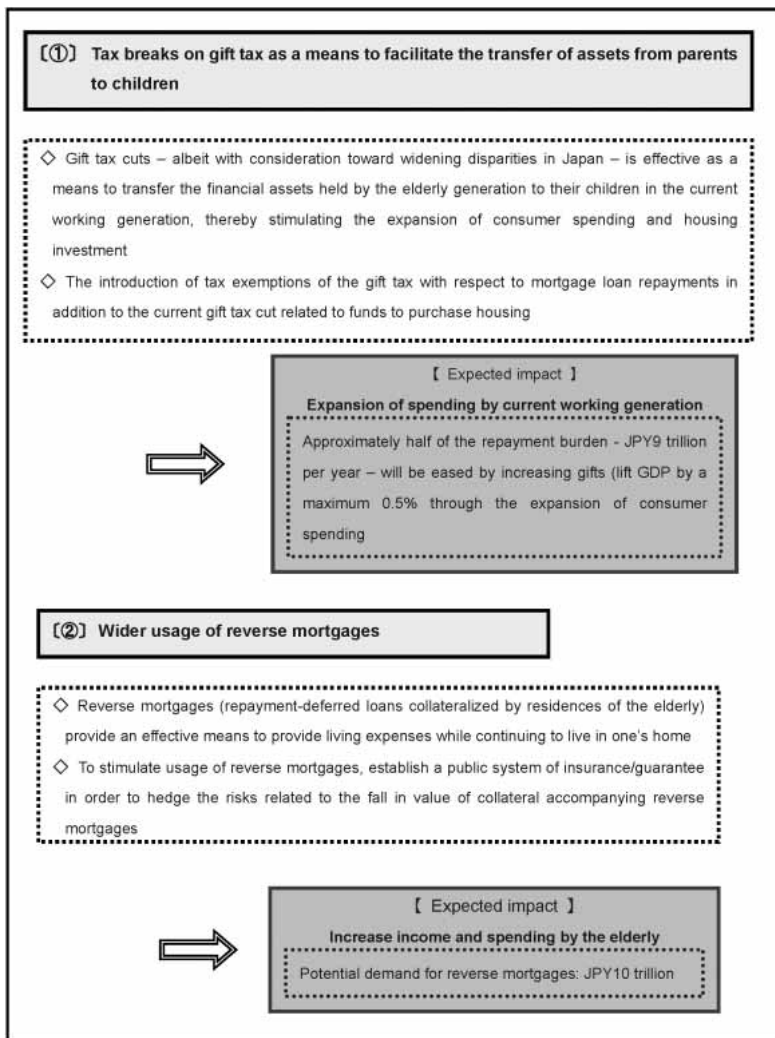 〔①〕 Tax breaks on gift tax as a means to facilitate the transfer of assets from parents
to children
◇ Gift tax cuts – albeit with consideration toward widening disparities in Japan – is effective as a
means to transfer the financial assets held by the elderly generation to their children in the current
working generation, thereby stimulating the expansion of consumer spending and housing
investment
◇ The introduction of tax exemptions of the gift tax with respect to mortgage loan repayments in
addition to the current gift tax cut related to funds to purchase housing
【 Expected impact 】
Expansion of spending by current working generation
Approximately half of the repayment burden - JPY9 trillion
per year – will be eased by increasing gifts (lift GDP by a
maximum 0.5% through the expansion of consumer
spending
〔②〕 Wider usage of reverse mortgages
◇ Reverse mortgages (repayment-deferred loans collateralized by residences of the elderly)
provide an effective means to provide living expenses while continuing to live in one's home
◇ To stimulate usage of reverse mortgages, establish a public system of insurance/guarantee
in order to hedge the risks related to the fall in value of collateral accompanying reverse
mortgages
【 Expected impact 】
Increase income and spending by the elderly
Potential demand for reverse mortgages: JPY10 trillion